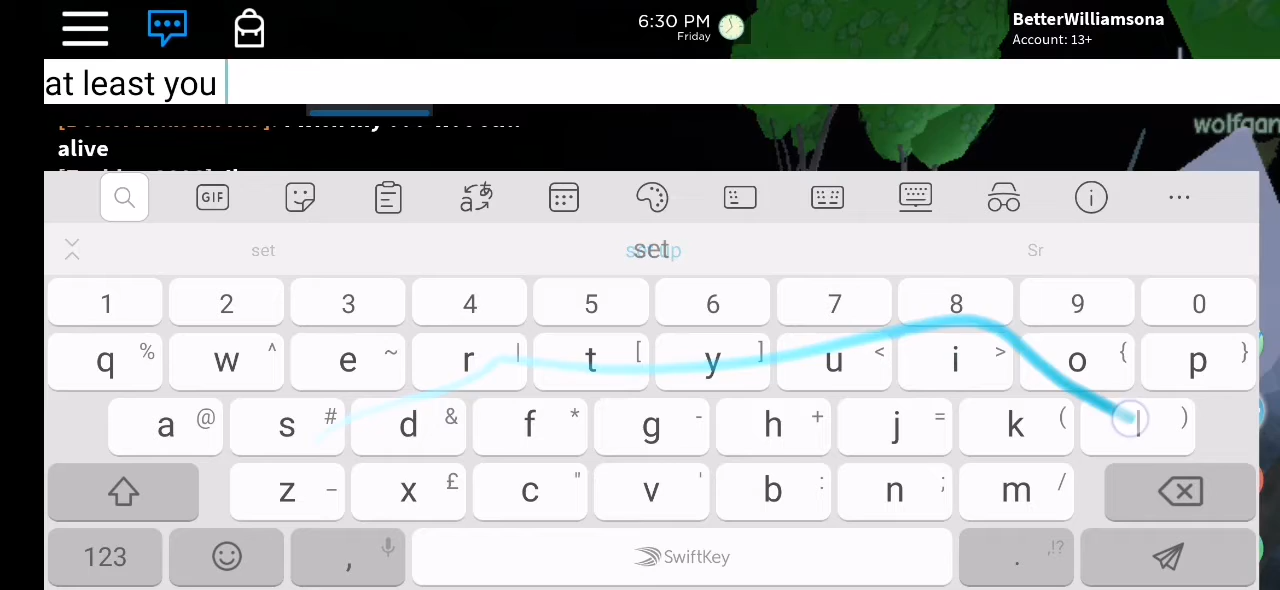 6:30 PM
Friday
BetterWilliamsona
Account: 13+
at least you
alive
wolfgan
GIF
set
set
Sr
1 2 3 4 5 6 7 8 9 0
q % w ^ e ~ r | t [ y ] u < i > o { p }
a @ s # d & f * g - h + j = k ( l )
z _ x £ c " v ' b : n ; m /
123 , SwiftKey . ,!?